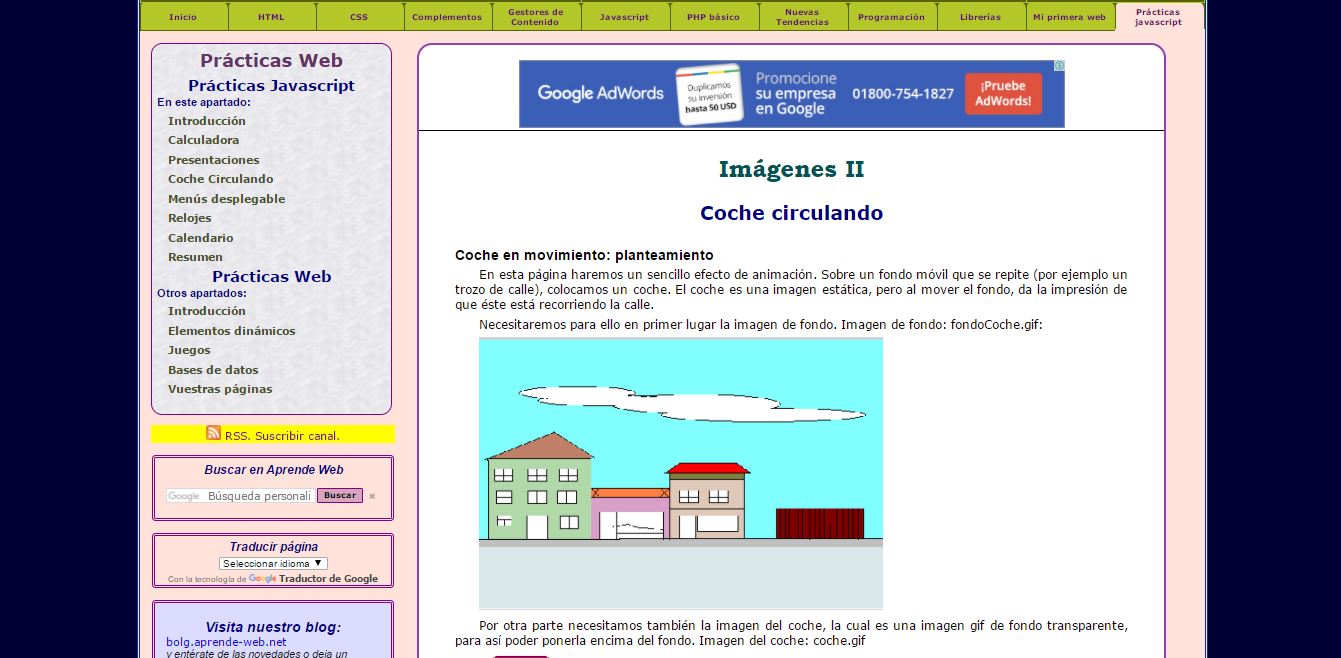 Inicio
HTML
CSS
Complementos
Gestores de
Contenido
Javascript
PHP básico
Nuevas
Tendencias
Programación
Librerías
Mi primera web
Prácticas
javascript
Prácticas Web
Prácticas Javascript
En este apartado:
Introducción
Calculadora
Presentaciones
Coche Circulando
Menús desplegable
Relojes
Calendario
Resumen
Prácticas Web
Otros apartados:
Introducción
Elementos dinámicos
Juegos
Bases de datos
Vuestras páginas
RSS. Suscribir canal.
Buscar en Aprende Web
Google Búsqueda personali Buscar ×
Traducir página
Seleccionar idioma ▼
Con la tecnología de Google Traductor de Google
Visita nuestro blog:
bolg.aprende-web.net
y entérate de las novedades o deja un
Google AdWords
Duplicamos
su inversión
hasta 50 USD
Promocione
su empresa
en Google
01800-754-1827
¡Pruebe
AdWords!
Imágenes II
Coche circulando
Coche en movimiento: planteamiento
En esta página haremos un sencillo efecto de animación. Sobre un fondo móvil que se repite (por ejemplo un
trozo de calle), colocamos un coche. El coche es una imagen estática, pero al mover el fondo, da la impresión de
que éste está recorriendo la calle.
Necesitaremos para ello en primer lugar la imagen de fondo. Imagen de fondo: fondoCoche.gif:
Por otra parte necesitamos también la imagen del coche, la cual es una imagen gif de fondo transparente,
para así poder ponerla encima del fondo. Imagen del coche: coche.gif